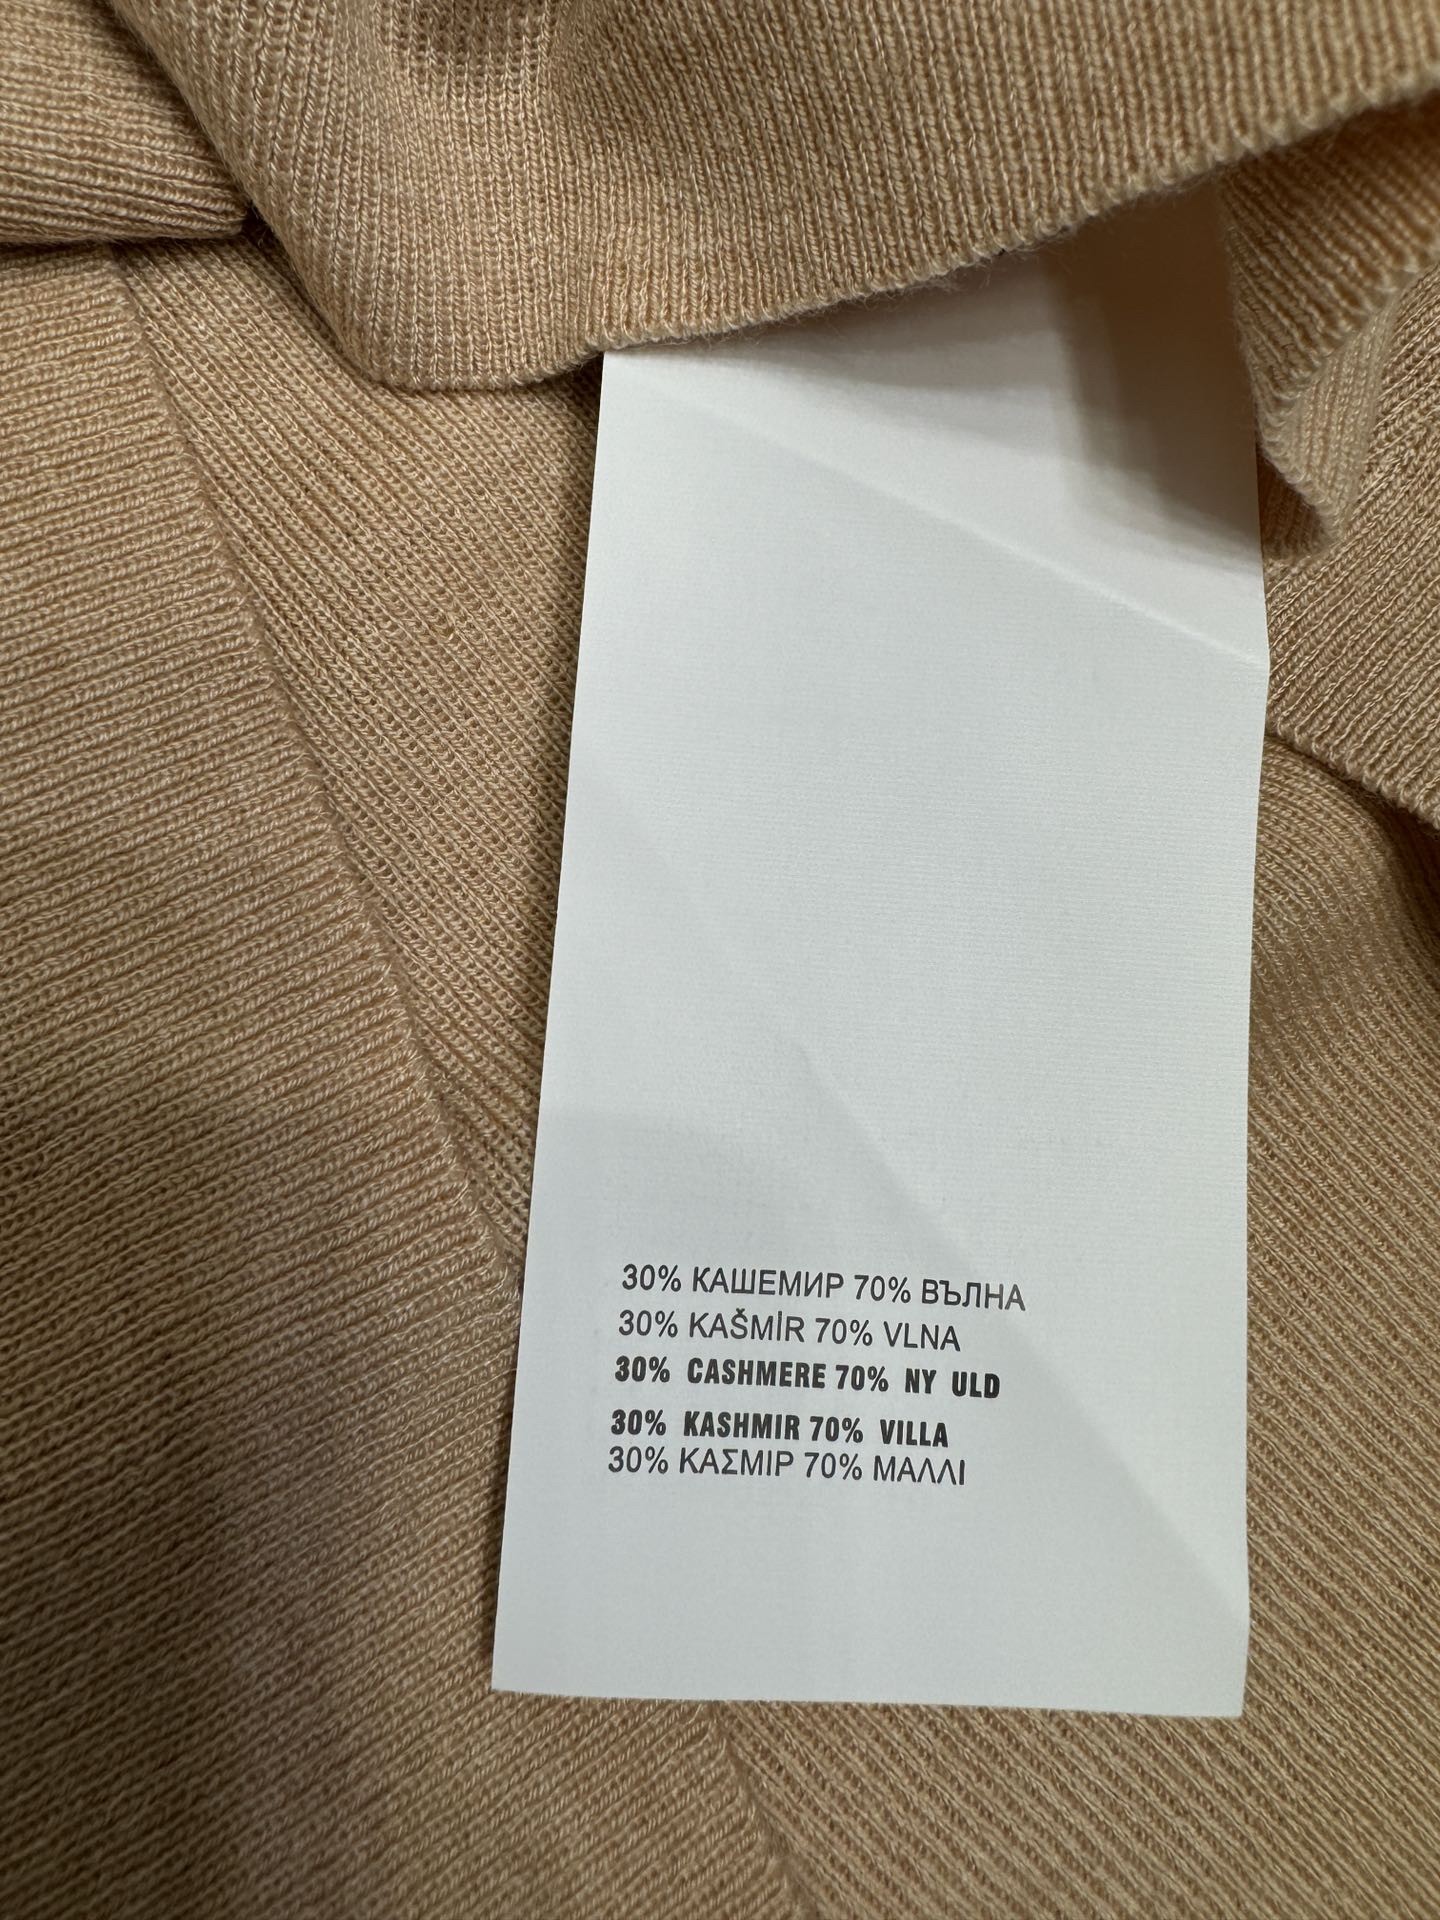 30% КАШЕМИР 70% ВЪЛНА
30% KAŠMİR 70% VLNA
30% CASHMERE 70% NY ULD
30% KASHMIR 70% VILLA
30% ΚΑΣΜΙΡ 70% ΜΑΛΛΙ